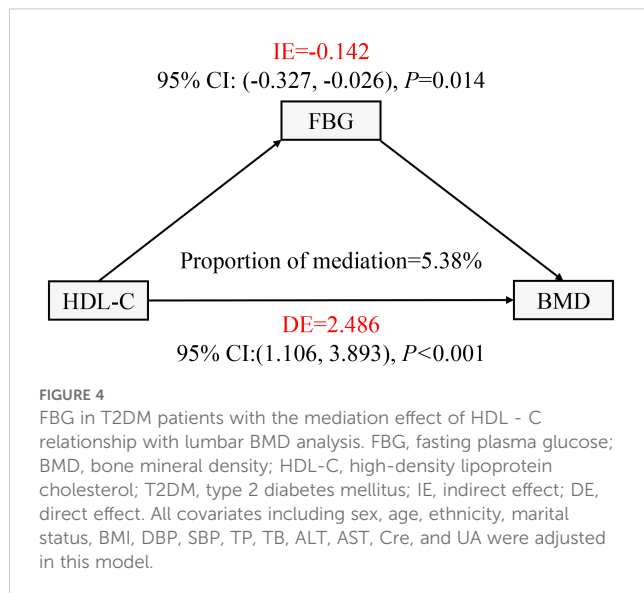 IE=-0.142
95% CI: (-0.327, -0.026), P=0.014
FBG
Proportion of mediation=5.38%
HDL-C
BMD
DE=2.486
95% CI:(1.106, 3.893), P<0.001
FIGURE 4
FBG in T2DM patients with the mediation effect of HDL - C
relationship with lumbar BMD analysis. FBG, fasting plasma glucose;
BMD, bone mineral density; HDL-C, high-density lipoprotein
cholesterol; T2DM, type 2 diabetes mellitus; IE, indirect effect; DE,
direct effect. All covariates including sex, age, ethnicity, marital
status, BMI, DBP, SBP, TP, TB, ALT, AST, Cre, and UA were adjusted
in this model.